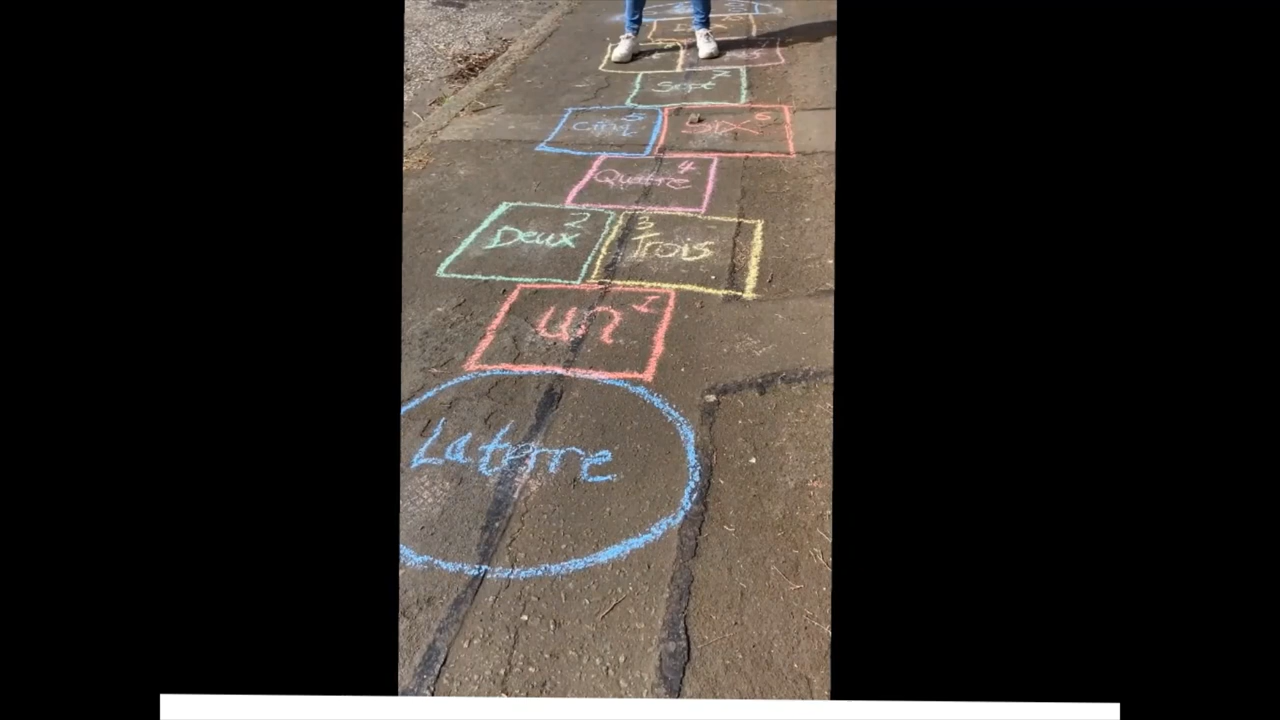 Sept 7
Cinq 5
SIX 6
Quatre 4
Deux 2
3 Trois
un 1
La terre